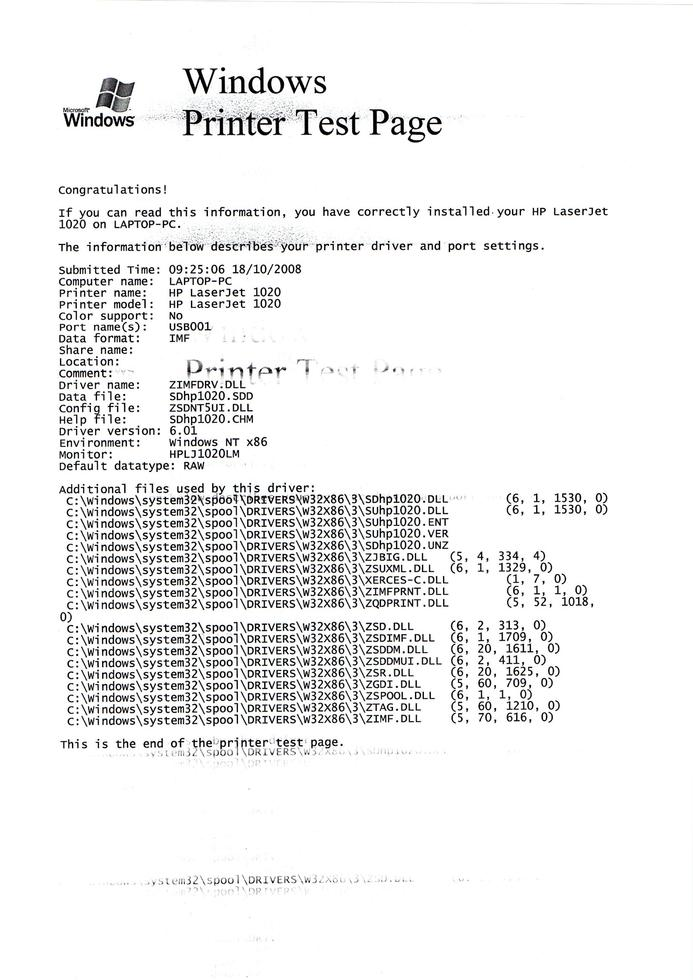 Microsoft®
Windows
Windows
Printer Test Page
Congratulations!
If you can read this information, you have correctly installed your HP LaserJet
1020 on LAPTOP-PC.
The information below describes your printer driver and port settings.
Submitted Time: 09:25:06 18/10/2008
Computer name: LAPTOP-PC
Printer name: HP LaserJet 1020
Printer model: HP LaserJet 1020
Color support: No
Port name(s): USB001
Data format: IMF
Share name:
Location:
Printer Test Page
Comment:
Driver name: ZIMFDRV.DLL
Data file: SDhp1020.SDD
Config file: ZSDNT5UI.DLL
Help file: SDhp1020.CHM
Driver version: 6.01
Environment: Windows NT x86
Monitor: HPLJ1020LM
Default datatype: RAW
Additional files used by this driver:
C:\Windows\system32\spool\DRIVERS\W32X86\3\SDhp1020.DLL (6, 1, 1530, 0)
C:\Windows\system32\spool\DRIVERS\W32X86\3\SUhp1020.DLL (6, 1, 1530, 0)
C:\Windows\system32\spool\DRIVERS\W32X86\3\SUhp1020.ENT
C:\Windows\system32\spool\DRIVERS\W32X86\3\SUhp1020.VER
C:\Windows\system32\spool\DRIVERS\W32X86\3\SDhp1020.UNZ
C:\Windows\system32\spool\DRIVERS\W32X86\3\ZJBIG.DLL (5, 4, 334, 4)
C:\Windows\system32\spool\DRIVERS\W32X86\3\ZSUXML.DLL (6, 1, 1329, 0)
C:\Windows\system32\spool\DRIVERS\W32X86\3\XERCES-C.DLL (1, 7, 0)
C:\Windows\system32\spool\DRIVERS\W32X86\3\ZIMFPRNT.DLL (6, 1, 1, 0)
C:\Windows\system32\spool\DRIVERS\W32X86\3\ZQDPRINT.DLL (5, 52, 1018,
0)
C:\Windows\system32\spool\DRIVERS\W32X86\3\ZSD.DLL (6, 2, 313, 0)
C:\Windows\system32\spool\DRIVERS\W32X86\3\ZSDIMF.DLL (6, 1, 1709, 0)
C:\Windows\system32\spool\DRIVERS\W32X86\3\ZSDDM.DLL (6, 20, 1611, 0)
C:\Windows\system32\spool\DRIVERS\W32X86\3\ZSDDMUI.DLL (6, 2, 411, 0)
C:\Windows\system32\spool\DRIVERS\W32X86\3\ZSR.DLL (6, 20, 1625, 0)
C:\Windows\system32\spool\DRIVERS\W32X86\3\ZGDI.DLL (5, 60, 709, 0)
C:\Windows\system32\spool\DRIVERS\W32X86\3\ZSPOOL.DLL (6, 1, 1, 0)
C:\Windows\system32\spool\DRIVERS\W32X86\3\ZTAG.DLL (5, 60, 1210, 0)
C:\Windows\system32\spool\DRIVERS\W32X86\3\ZIMF.DLL (5, 70, 616, 0)
This is the end of the printer test page.
system32\spool\DRIVERS\W32X86\3\SDhp1020
system32\spool\DRIVERS\W32X86\3\ZSD.DLL